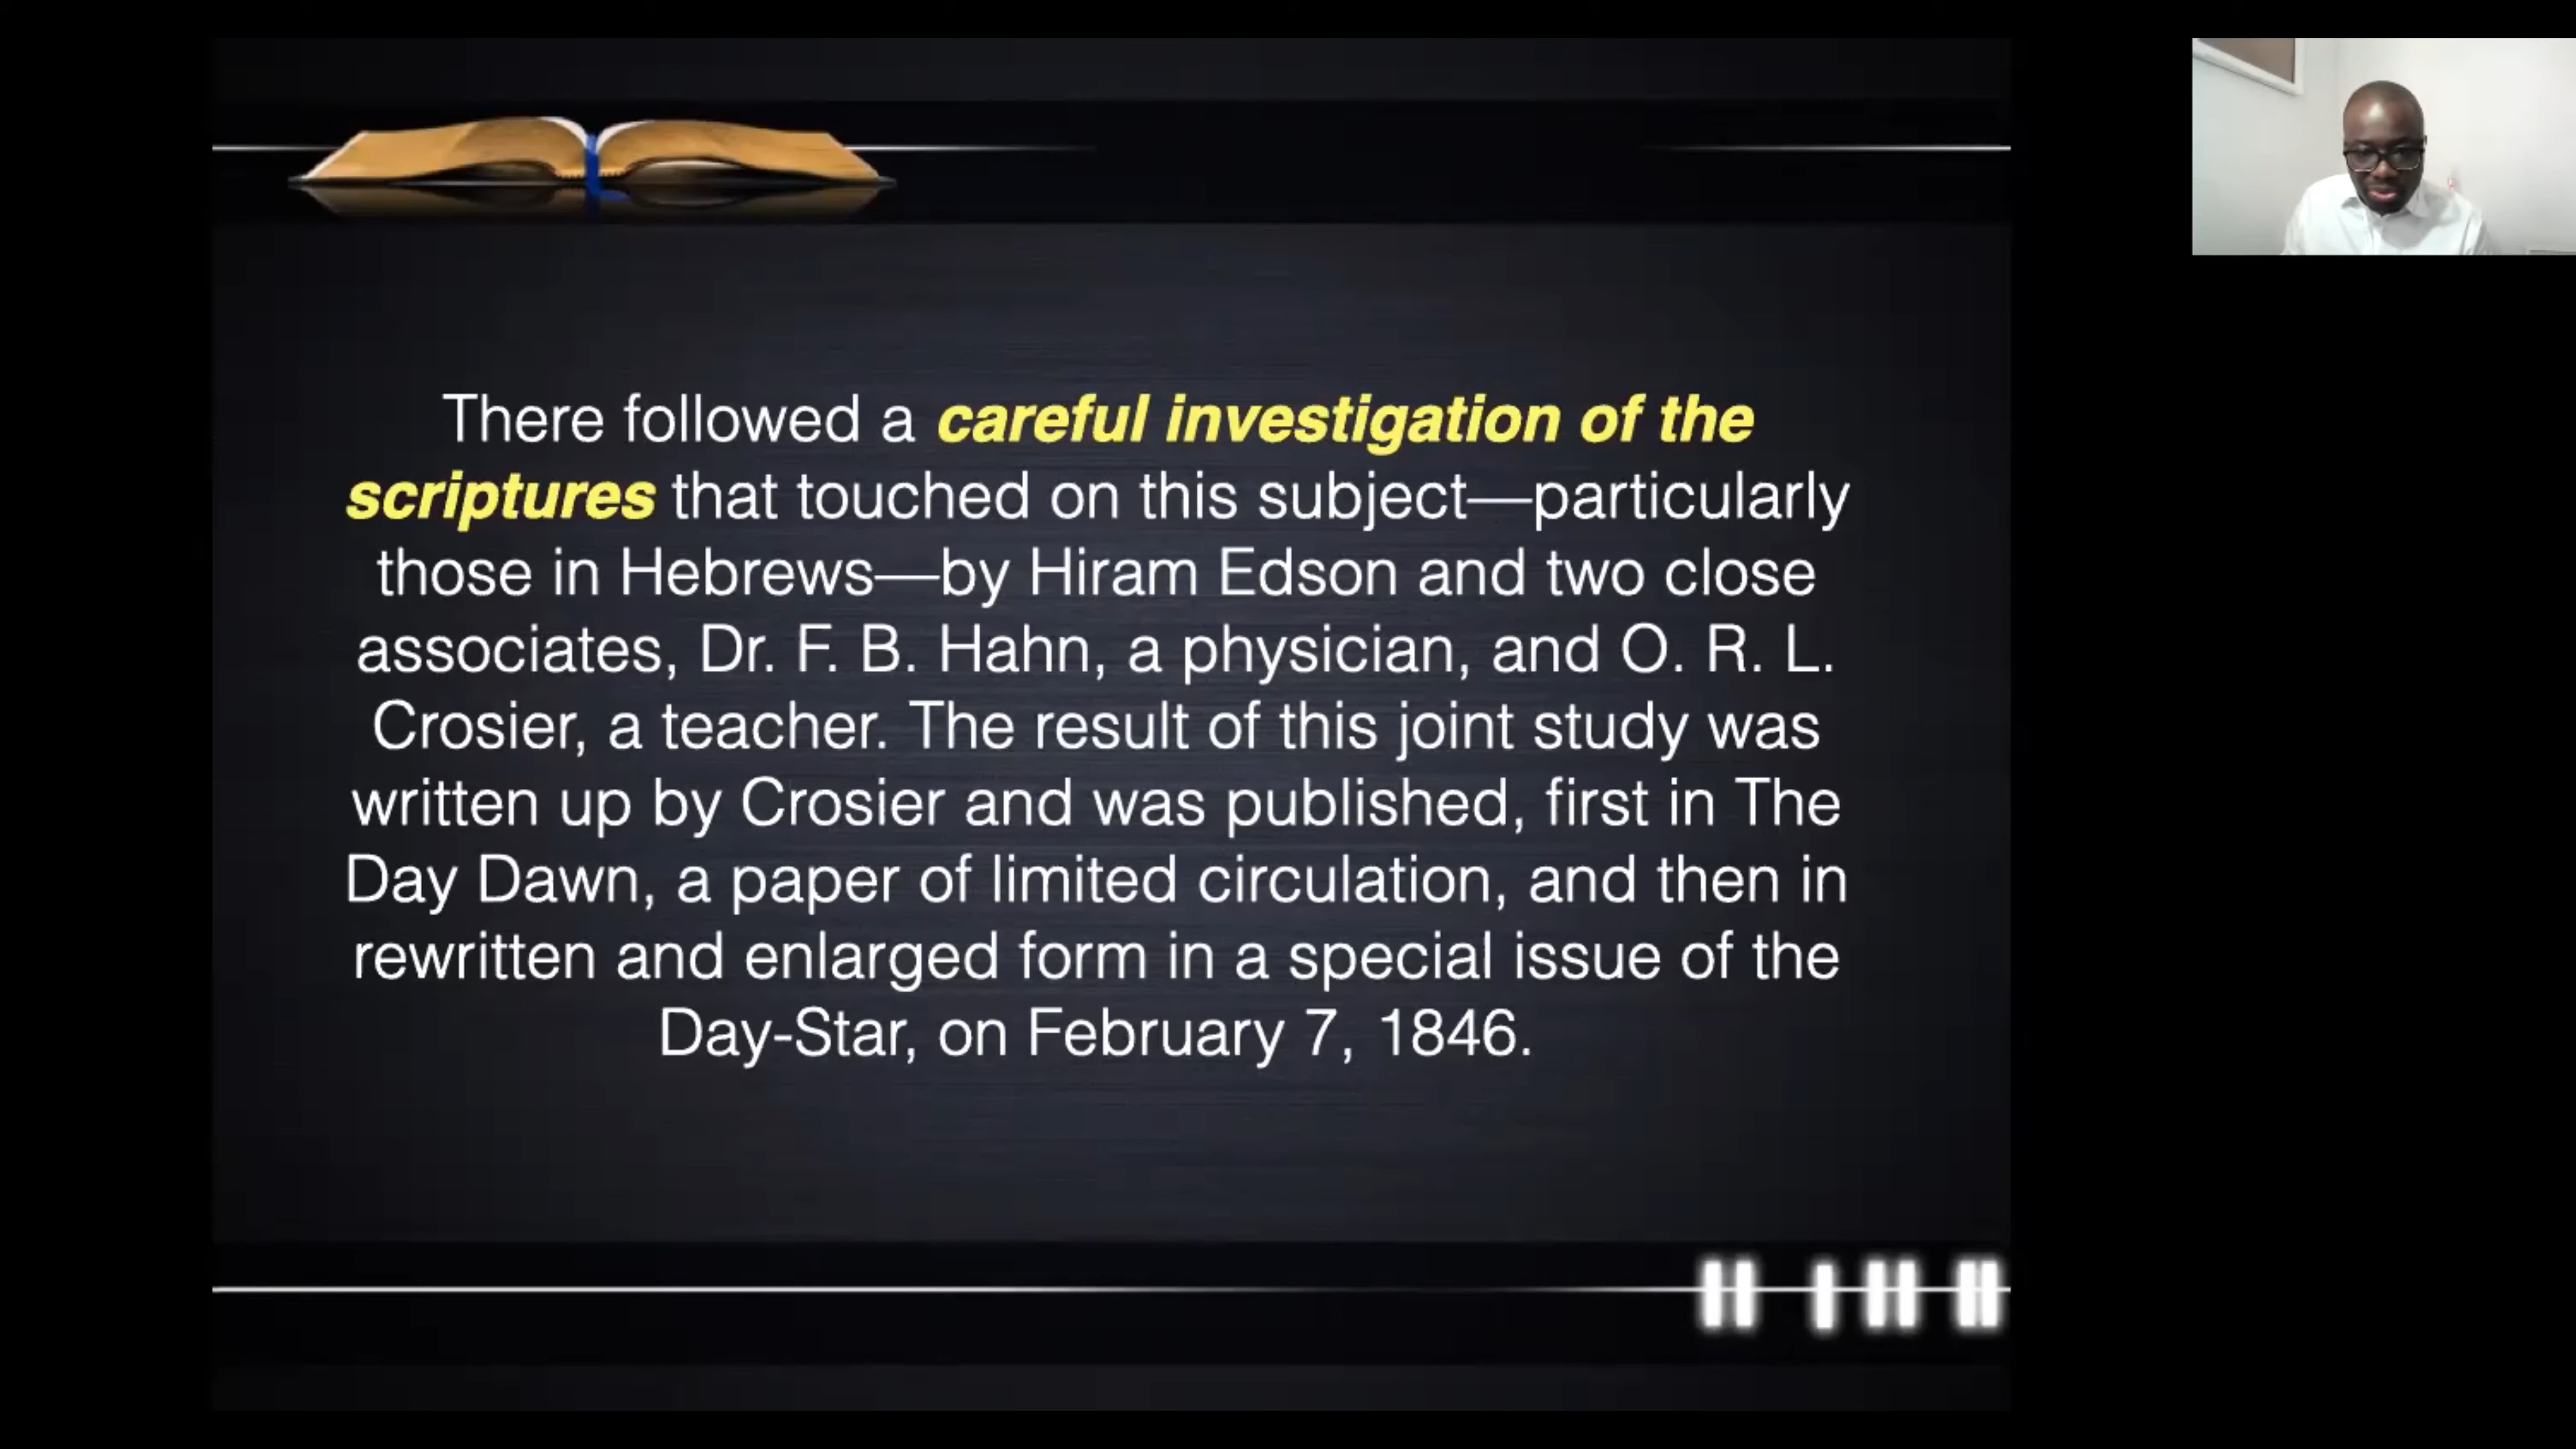 There followed a careful investigation of the
scriptures that touched on this subject—particularly
those in Hebrews—by Hiram Edson and two close
associates, Dr. F. B. Hahn, a physician, and O. R. L.
Crosier, a teacher. The result of this joint study was
written up by Crosier and was published, first in The
Day Dawn, a paper of limited circulation, and then in
rewritten and enlarged form in a special issue of the
Day-Star, on February 7, 1846.